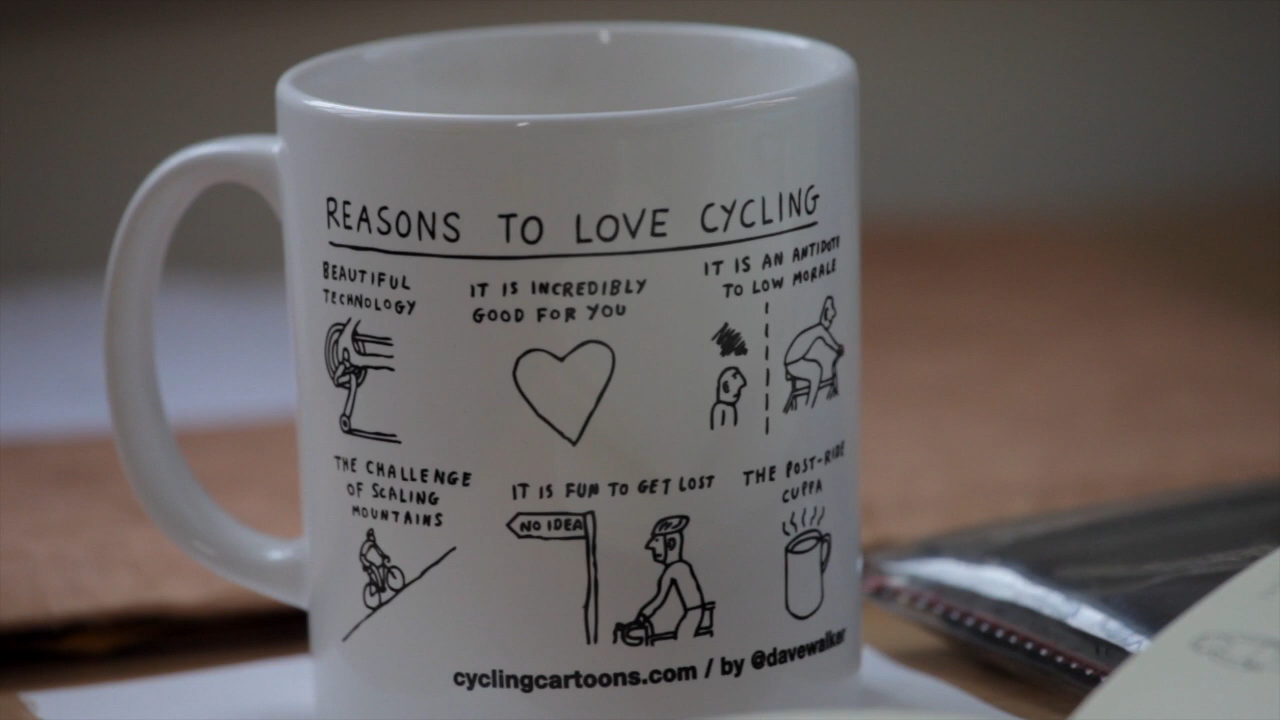 REASONS TO LOVE CYCLING
BEAUTIFUL
TECHNOLOGY
IT IS INCREDIBLY
GOOD FOR YOU
IT IS AN ANTIDOTE
TO LOW MORALE
THE CHALLENGE
OF SCALING
MOUNTAINS
IT IS FUN TO GET LOST
NO IDEA
THE POST-RIDE
CUPPA
cyclingcartoons.com / by @davewalker